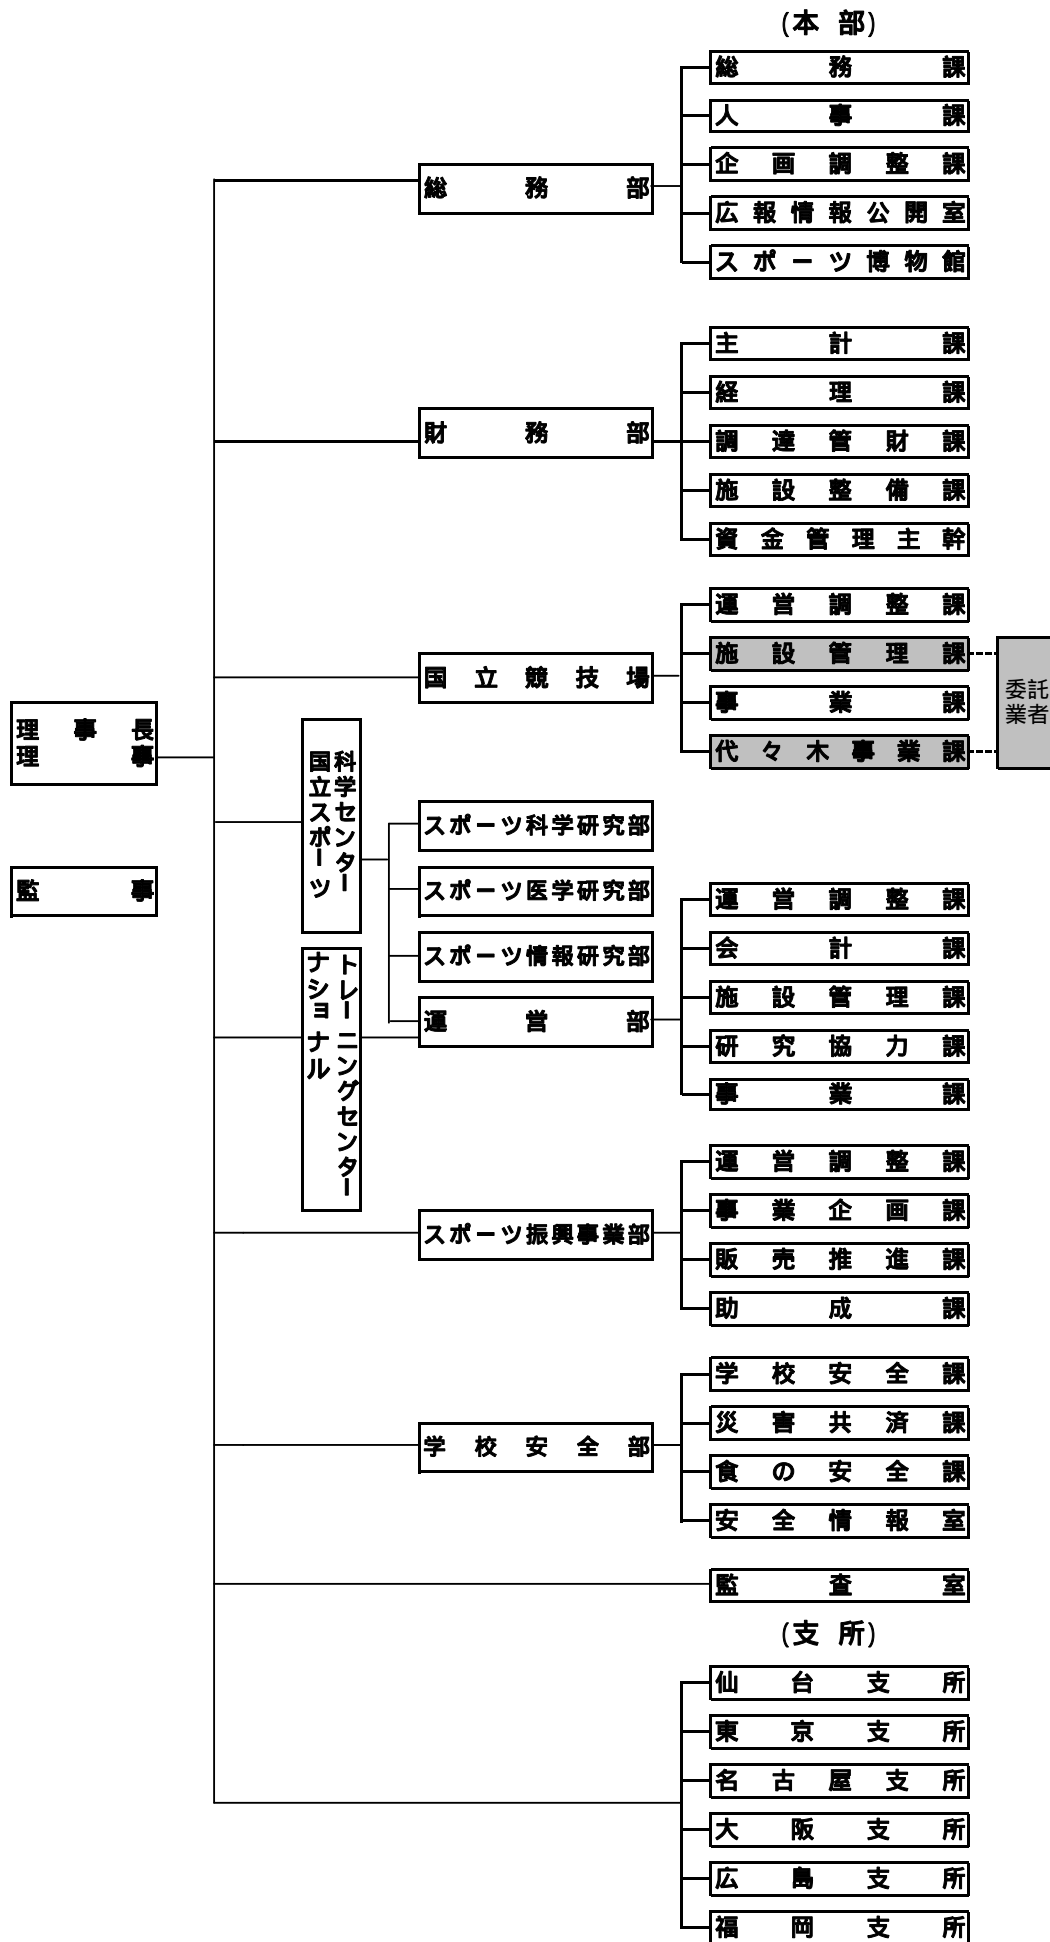 (本 部)
総務課
人事課
企画調整課
総務部
広報情報公開室
スポーツ博物館
主計課
経理課
財務部
調達管財課
施設整備課
資金管理主幹
運営調整課
施設管理課
国立競技場
事業課
代々木事業課
委託
業者
理事長
理事
監事
国立スポーツ
科学センター
スポーツ科学研究部
スポーツ医学研究部
スポーツ情報研究部
運営部
ナショナル
トレーニングセンター
運営調整課
会計課
施設管理課
研究協力課
事業課
スポーツ振興事業部
運営調整課
事業企画課
販売推進課
助成課
学校安全部
学校安全課
災害共済課
食の安全課
安全情報室
監査室
(支 所)
仙台支所
東京支所
名古屋支所
大阪支所
広島支所
福岡支所